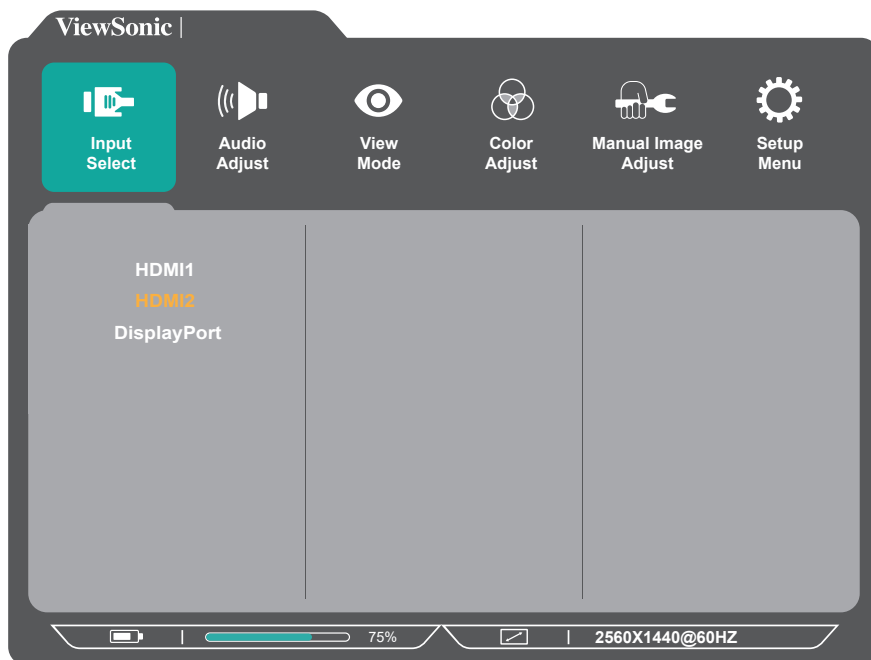 ViewSonic
Input
Select
Audio
Adjust
View
Mode
Color
Adjust
Manual Image
Adjust
Setup
Menu
HDMI1
HDMI2
DisplayPort
75%
2560X1440@60HZ